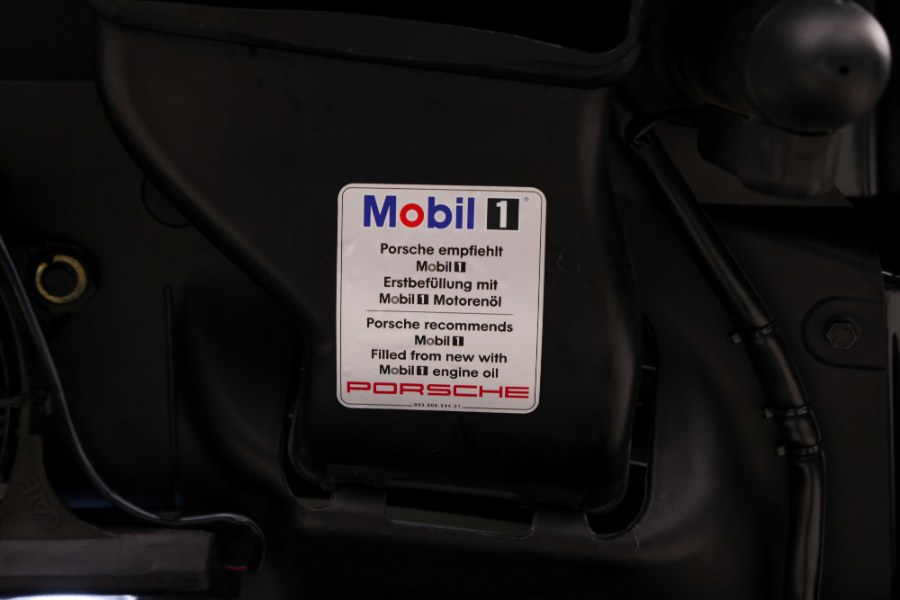 Mobil 1
Porsche empfiehlt
Mobil 1
Erstbefüllung mit
Mobil 1 Motorenöl
Porsche recommends
Mobil 1
Filled from new with
Mobil 1 engine oil
PORSCHE